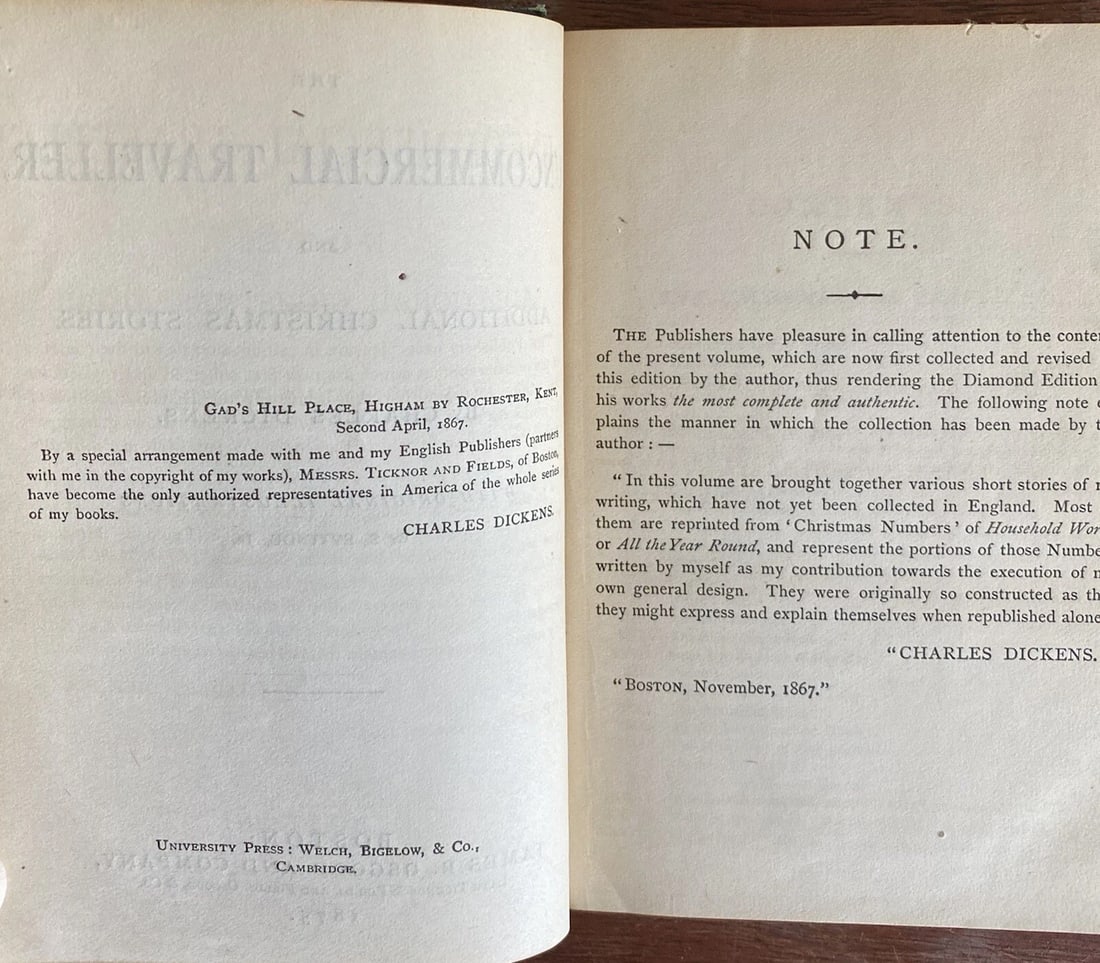 GAD'S HILL PLACE, HIGHAM BY ROCHESTER, KENT,
Second April, 1867.
By a special arrangement made with me and my English Publishers (partners
with me in the copyright of my works), MESSRS. TICKNOR AND FIELDS, of Boston,
have become the only authorized representatives in America of the whole series
of my books.
CHARLES DICKENS.
UNIVERSITY PRESS: WELCH, BIGELOW, & CO.,
CAMBRIDGE.
NOTE.
THE Publishers have pleasure in calling attention to the
of the present volume, which are now first collected and revised
this edition by the author, thus rendering the Diamond Edition
his works the most complete and authentic. The following note
plains the manner in which the collection has been made by
author : —
"In this volume are brought together various short stories of
writing, which have not yet been collected in England. Most
them are reprinted from 'Christmas Numbers' of Household
or All the Year Round, and represent the portions of those
written by myself as my contribution towards the execution of
own general design. They were originally so constructed as
they might express and explain themselves when republished alone
"CHARLES DICKENS.
"BOSTON, November, 1867."